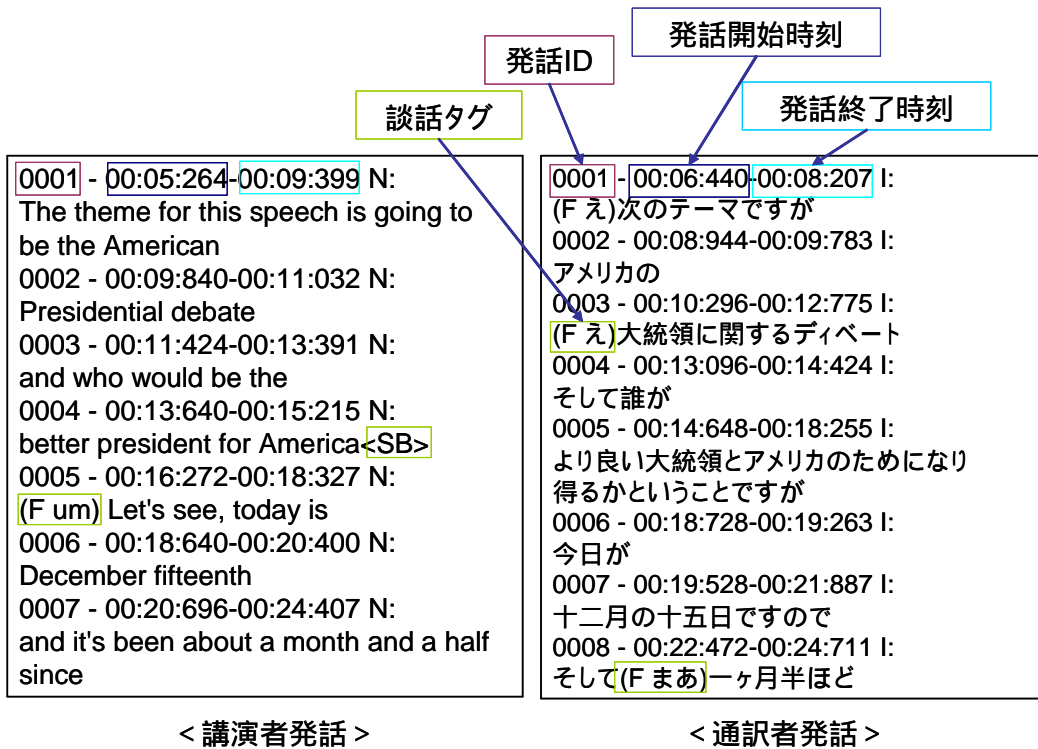 発話開始時刻
発話ID
発話終了時刻
談話タグ
0001 - 00:05:264-00:09:399 N:
The theme for this speech is going to
be the American
0002 - 00:09:840-00:11:032 N:
Presidential debate
0003 - 00:11:424-00:13:391 N:
and who would be the
0004 - 00:13:640-00:15:215 N:
better president for America<SB>
0005 - 00:16:272-00:18:327 N:
(F um) Let's see, today is
0006 - 00:18:640-00:20:400 N:
December fifteenth
0007 - 00:20:696-00:24:407 N:
and it's been about a month and a half
since
0001 - 00:06:440-00:08:207 I:
(F え)次のテーマですが
0002 - 00:08:944-00:09:783 I:
アメリカの
0003 - 00:10:296-00:12:775 I:
(F え)大統領に関するディベート
0004 - 00:13:096-00:14:424 I:
そして誰が
0005 - 00:14:648-00:18:255 I:
より良い大統領とアメリカのためになり
得るかということですが
0006 - 00:18:728-00:19:263 I:
今日が
0007 - 00:19:528-00:21:887 I:
十二月の十五日ですので
0008 - 00:22:472-00:24:711 I:
そして(F まあ)一ヶ月半ほど
<講演者発話>
<通訳者発話>